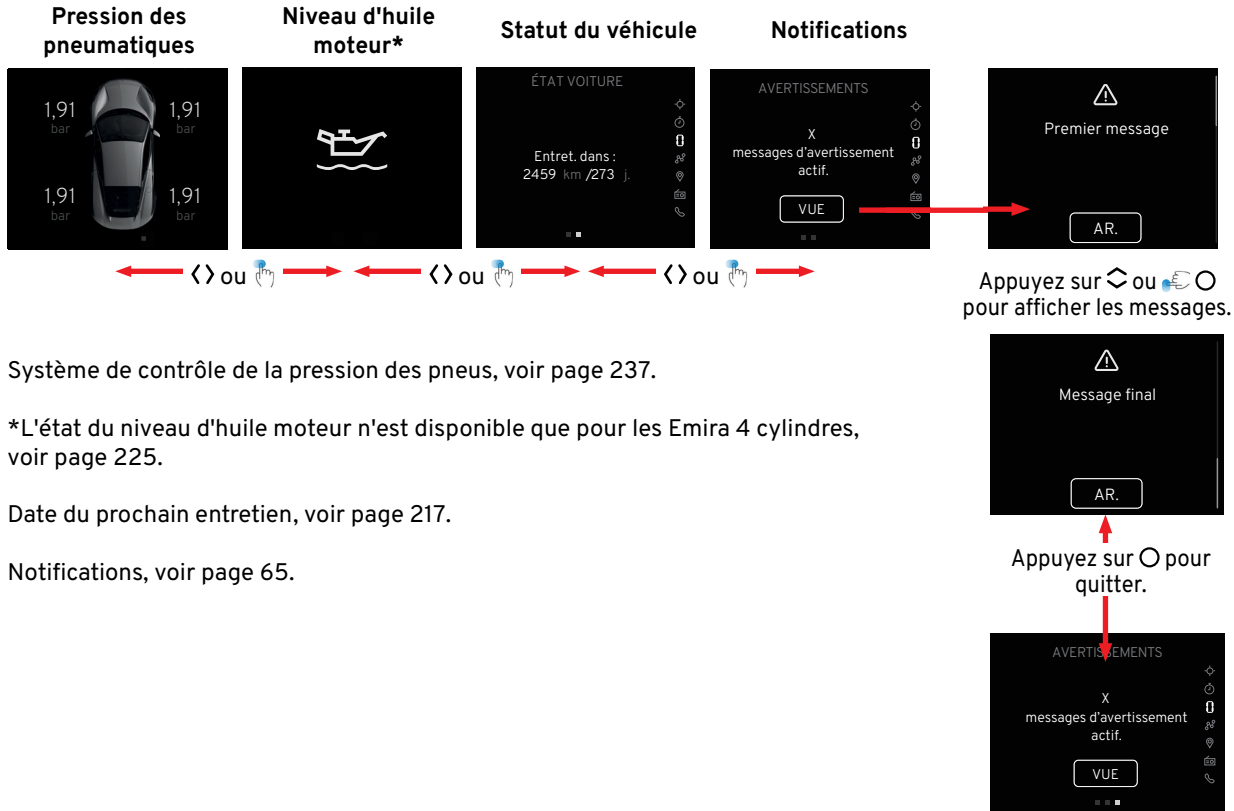 Pression des
pneumatiques
Niveau d'huile
moteur*
Statut du véhicule
Notifications
1,91
bar
1,91
bar
1,91
bar
1,91
bar
ÉTAT VOITURE
Entret. dans :
2459 km /273 j.
AVERTISSEMENTS
X
messages d'avertissement
actif.
VUE
Premier message
AR.
ou
ou
ou
Appuyez sur ou
pour afficher les messages.
Système de contrôle de la pression des pneus, voir page 237.
*L'état du niveau d'huile moteur n'est disponible que pour les Emira 4 cylindres,
voir page 225.
Date du prochain entretien, voir page 217.
Notifications, voir page 65.
Message final
AR.
Appuyez sur pour
quitter.
AVERTISSEMENTS
X
messages d'avertissement
actif.
VUE